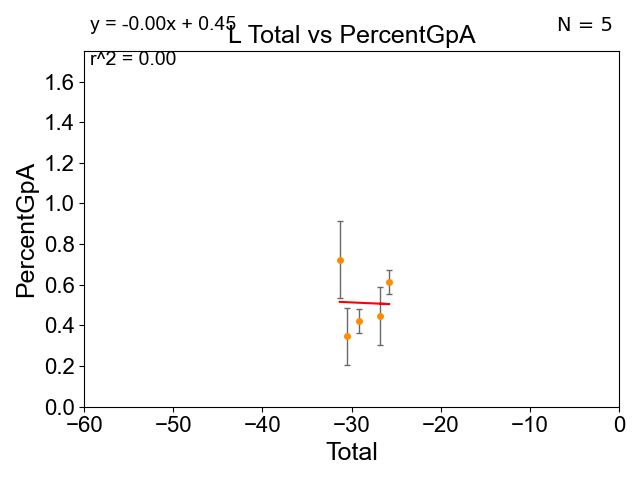 y = -0.00x + 0.45
L Total vs PercentGpA
N = 5
r^2 = 0.00
PercentGpA
1.6
1.4
1.2
1.0
0.8
0.6
0.4
0.2
0.0
−60 −50 −40 −30 −20 −10 0
Total